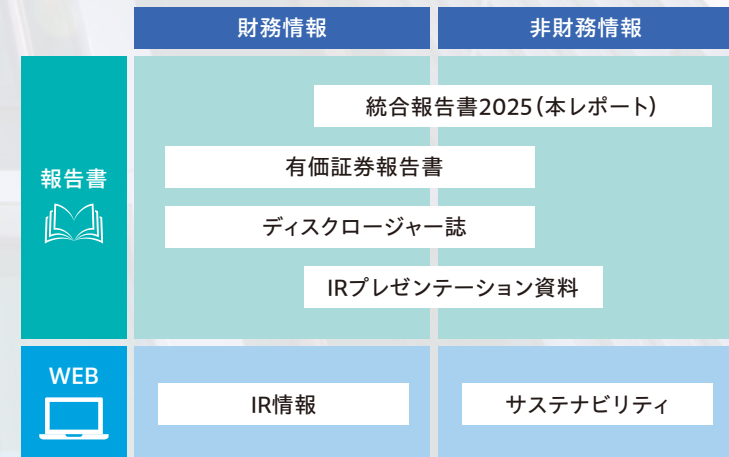 財務情報
非財務情報
報告書
統合報告書2025(本レポート)
有価証券報告書
ディスクロージャー誌
IRプレゼンテーション資料
WEB
IR情報
サステナビリティ